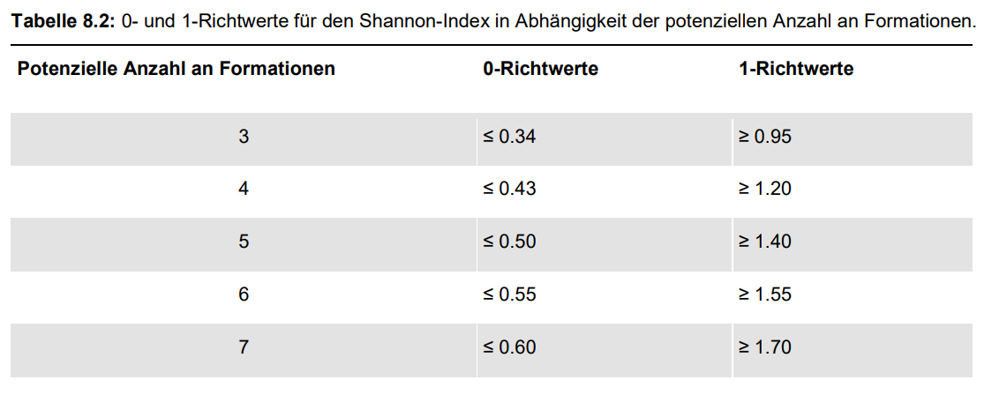 Tabelle 8.2: 0- und 1-Richtwerte für den Shannon-Index in Abhängigkeit der potenziellen Anzahl an Formationen.
Potenzielle Anzahl an Formationen 0-Richtwerte 1-Richtwerte
3 ≤ 0.34 ≥ 0.95
4 ≤ 0.43 ≥ 1.20
5 ≤ 0.50 ≥ 1.40
6 ≤ 0.55 ≥ 1.55
7 ≤ 0.60 ≥ 1.70